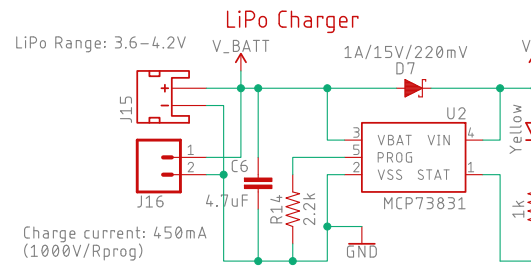 LiPo Charger
LiPo Range: 3.6-4.2V
V_BATT
V
1A/15V/220mV
D7
J15
+
-
U2
Yellow
3 VBAT VIN 4
5 PROG
2 VSS STAT 1
MCP73831
1
2
J16
C6
4.7uF
R14
2.2k
1k
GND
Charge current: 450mA
(1000V/Rprog)